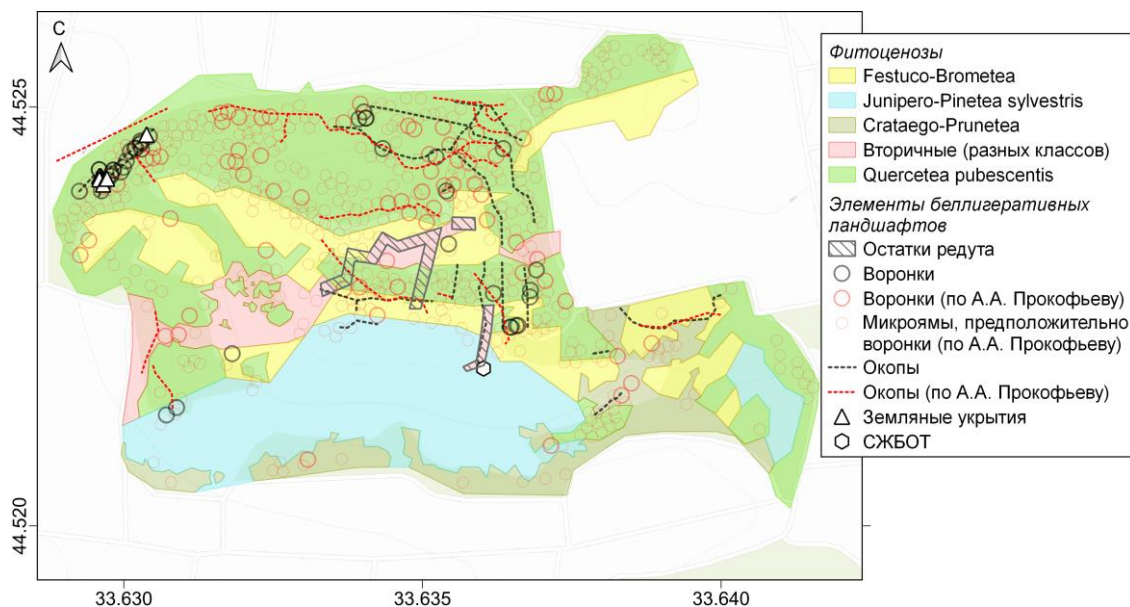 С
44.525
44.520
33.630
33.635
33.640
Фитоценозы
Festuco-Brometea
Junipero-Pinetea sylvestris
Crataego-Prunetea
Вторичные (разных классов)
Quercetea pubescentis
Элементы беллигеративных
ландшафтов
Остатки редута
Воронки
Воронки (по А.А. Прокофьеву)
Микроямы, предположительно
воронки (по А.А. Прокофьеву)
Окопы
Окопы (по А.А. Прокофьеву)
Земляные укрытия
СЖБОТ